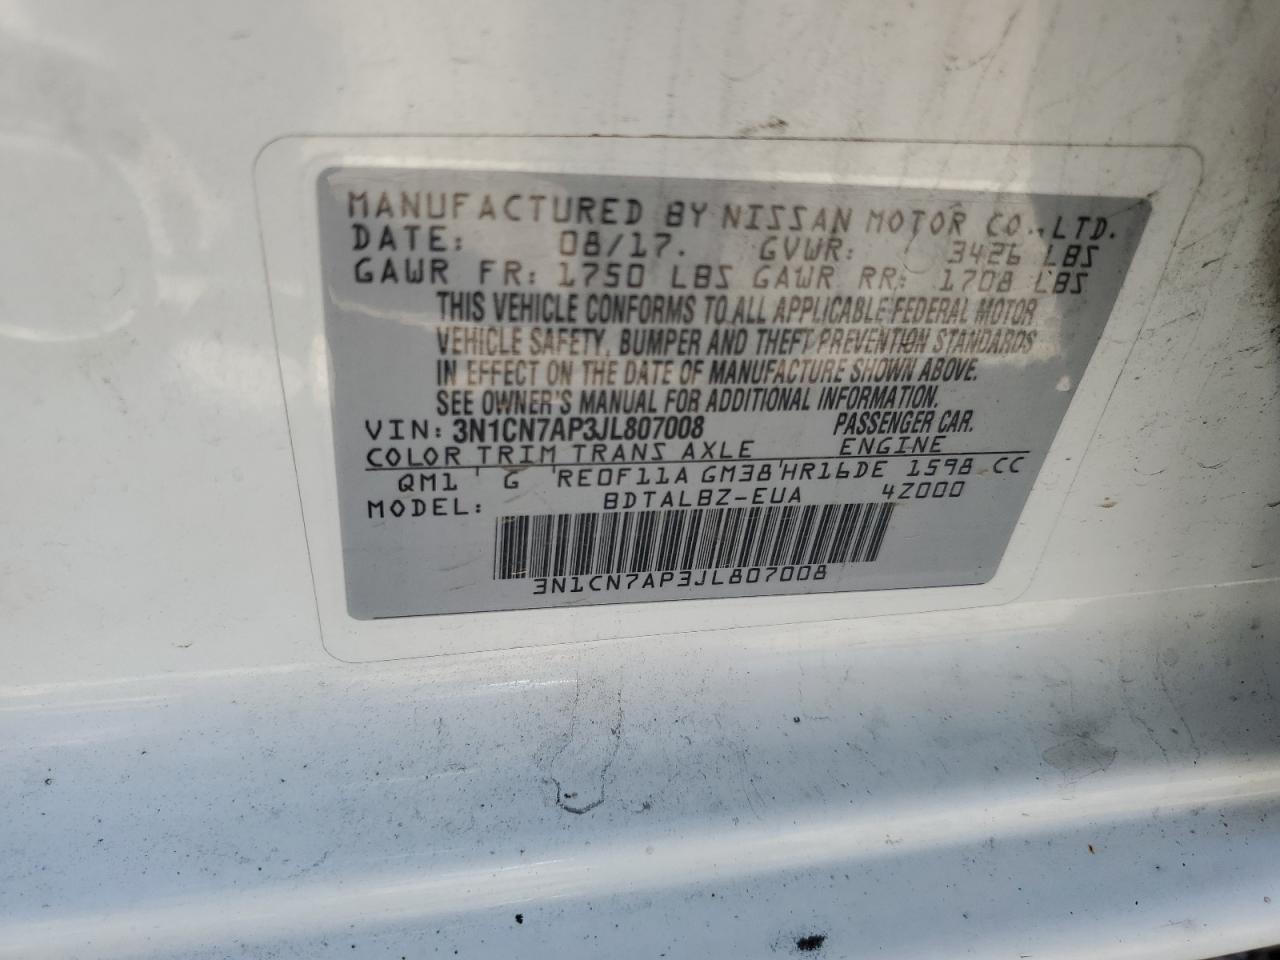 MANUFACTURED BY NISSAN MOTOR CO.,LTD.
DATE: 08/17. GVWR: 3426 LBS
GAWR FR: 1750 LBS GAWR RR: 1708 LBS
THIS VEHICLE CONFORMS TO ALL APPLICABLE FEDERAL MOTOR
VEHICLE SAFETY, BUMPER AND THEFT PREVENTION STANDARDS
IN EFFECT ON THE DATE OF MANUFACTURE SHOWN ABOVE.
SEE OWNER'S MANUAL FOR ADDITIONAL INFORMATION.
VIN: 3N1CN7AP3JL807008 PASSENGER CAR.
COLOR TRIM TRANS AXLE ENGINE
QM1 G RE0F11A GM38 HR16DE 1598 CC
MODEL: BDTALBZ-EUA 4Z000
3N1CN7AP3JL807008